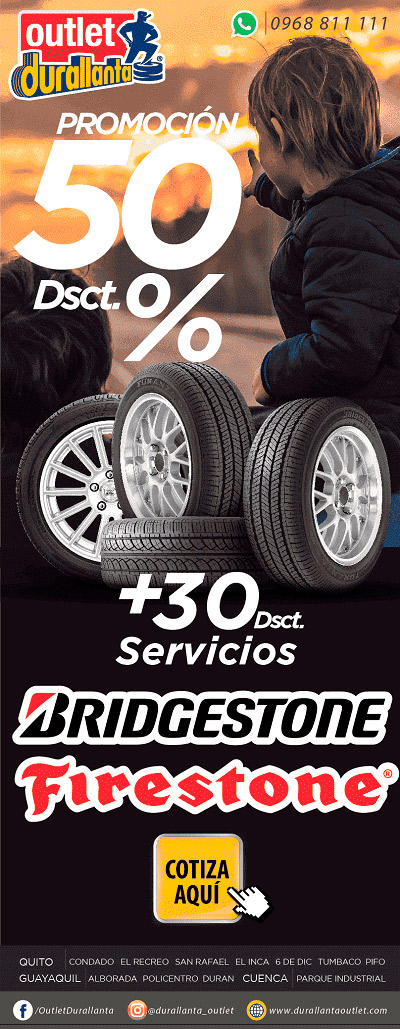 0968 811 111
outlet
durallanta
PROMOCIÓN
50
Dsct. %
+30 Dsct.
Servicios
BRIDGESTONE
Firestone®
COTIZA
AQUÍ
QUITO CONDADO EL RECREO SAN RAFAEL EL INCA 6 DE DIC TUMBACO PIFO
GUAYAQUIL ALBORADA POLICENTRO DURAN CUENCA PARQUE INDUSTRIAL
/OutletDurallanta @durallanta_outlet www.durallantaoutlet.com